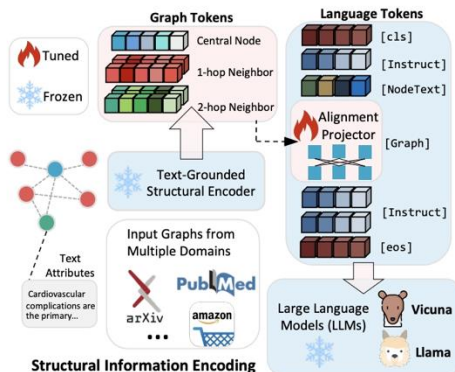 Graph Tokens
Language Tokens
Tuned
Frozen
Central Node
1-hop Neighbor
2-hop Neighbor
[cls]
[Instruct]
[NodeText]
Alignment
Projector
[Graph]
Text-Grounded
Structural Encoder
[Instruct]
[eos]
Text
Attributes
Cardiovascular
complications are
the primary...
Input Graphs from
Multiple Domains
PubMed
arXiv
amazon
...
Large Language
Models (LLMs)
Vicuna
Llama
Structural Information Encoding